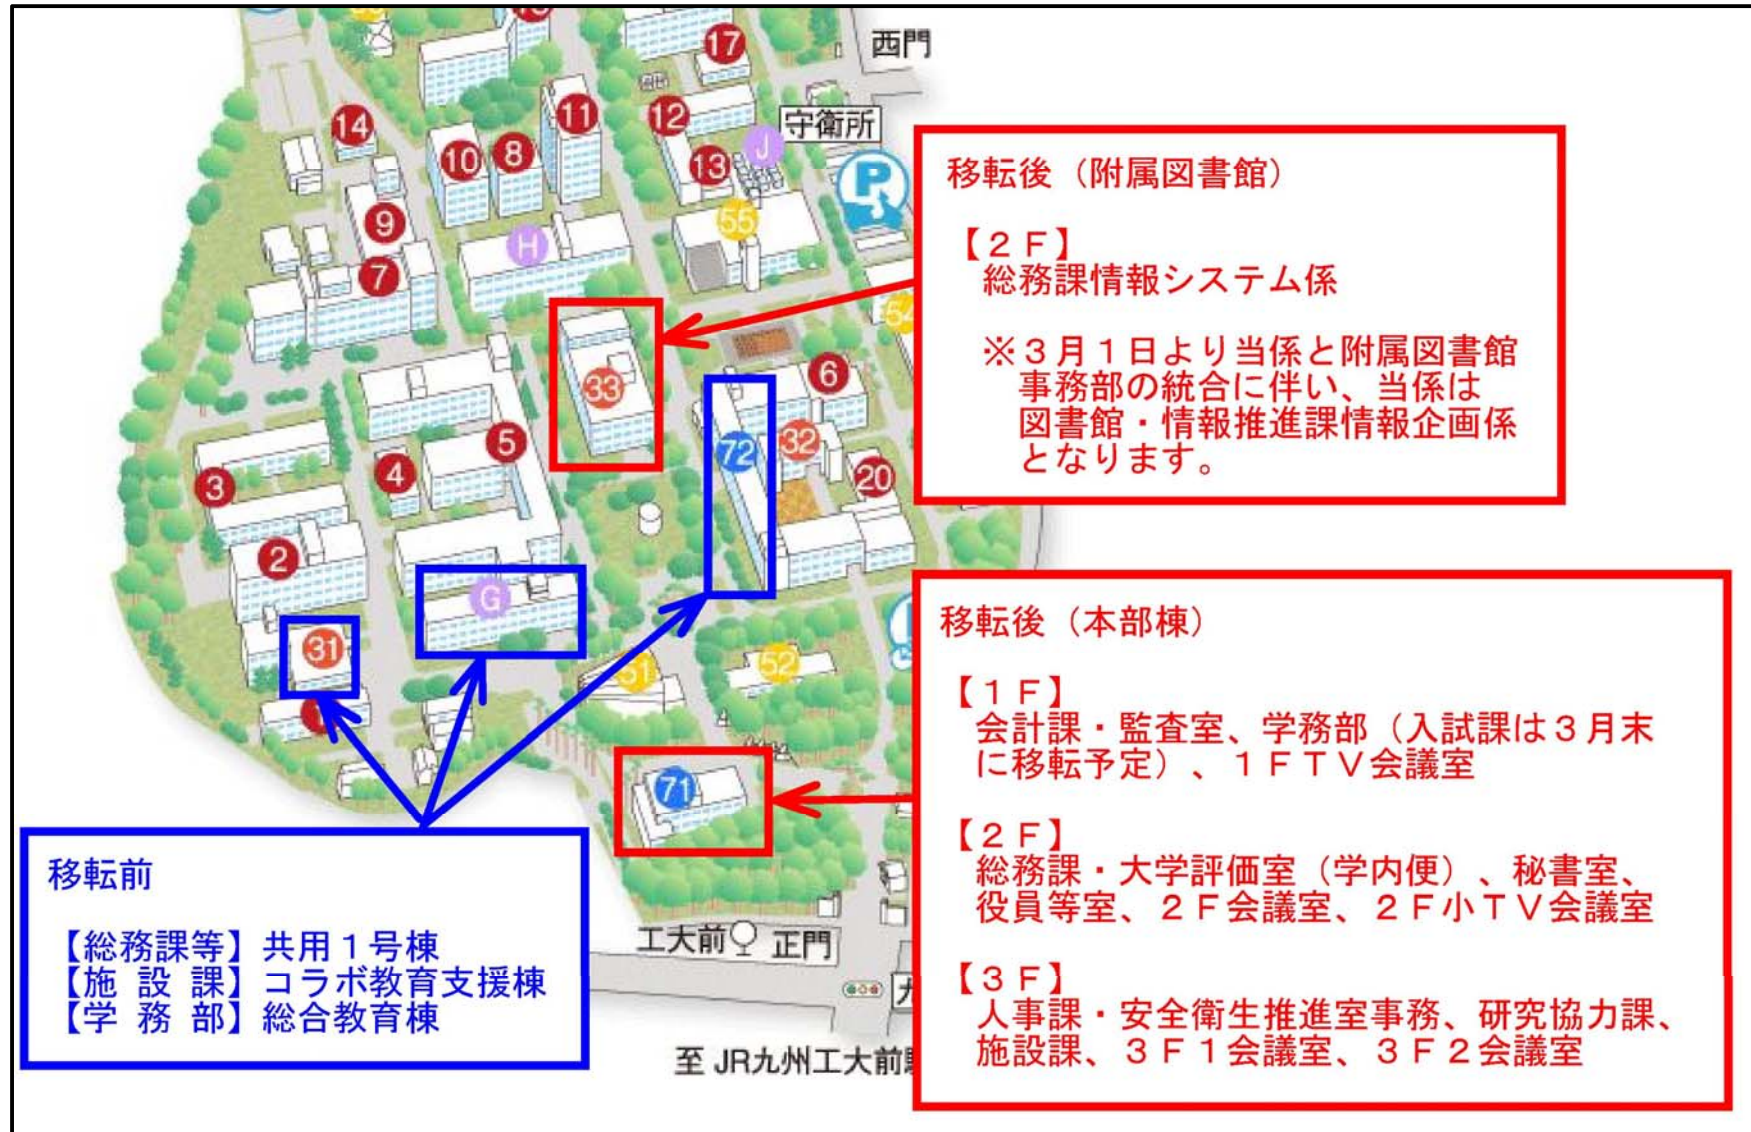 17
西門
11
12
守衛所
14
10
8
13
J
P
9
55
H
7
54
33
6
5
72
32
3
4
20
2
G
31
51
52
1
71
移転後（附属図書館）
【２Ｆ】
総務課情報システム係
※３月１日より当係と附属図書館
事務部の統合に伴い、当係は
図書館・情報推進課情報企画係
となります。
移転後（本部棟）
【１Ｆ】
会計課・監査室、学務部（入試課は３月末
に移転予定）、１ＦＴＶ会議室
【２Ｆ】
総務課・大学評価室（学内便）、秘書室、
役員等室、２Ｆ会議室、２Ｆ小ＴＶ会議室
【３Ｆ】
人事課・安全衛生推進室事務、研究協力課、
施設課、３Ｆ１会議室、３Ｆ２会議室
移転前
【総務課等】共用１号棟
【施 設 課】コラボ教育支援棟
【学 務 部】総合教育棟
工大前 正門
九
至 JR九州工大前